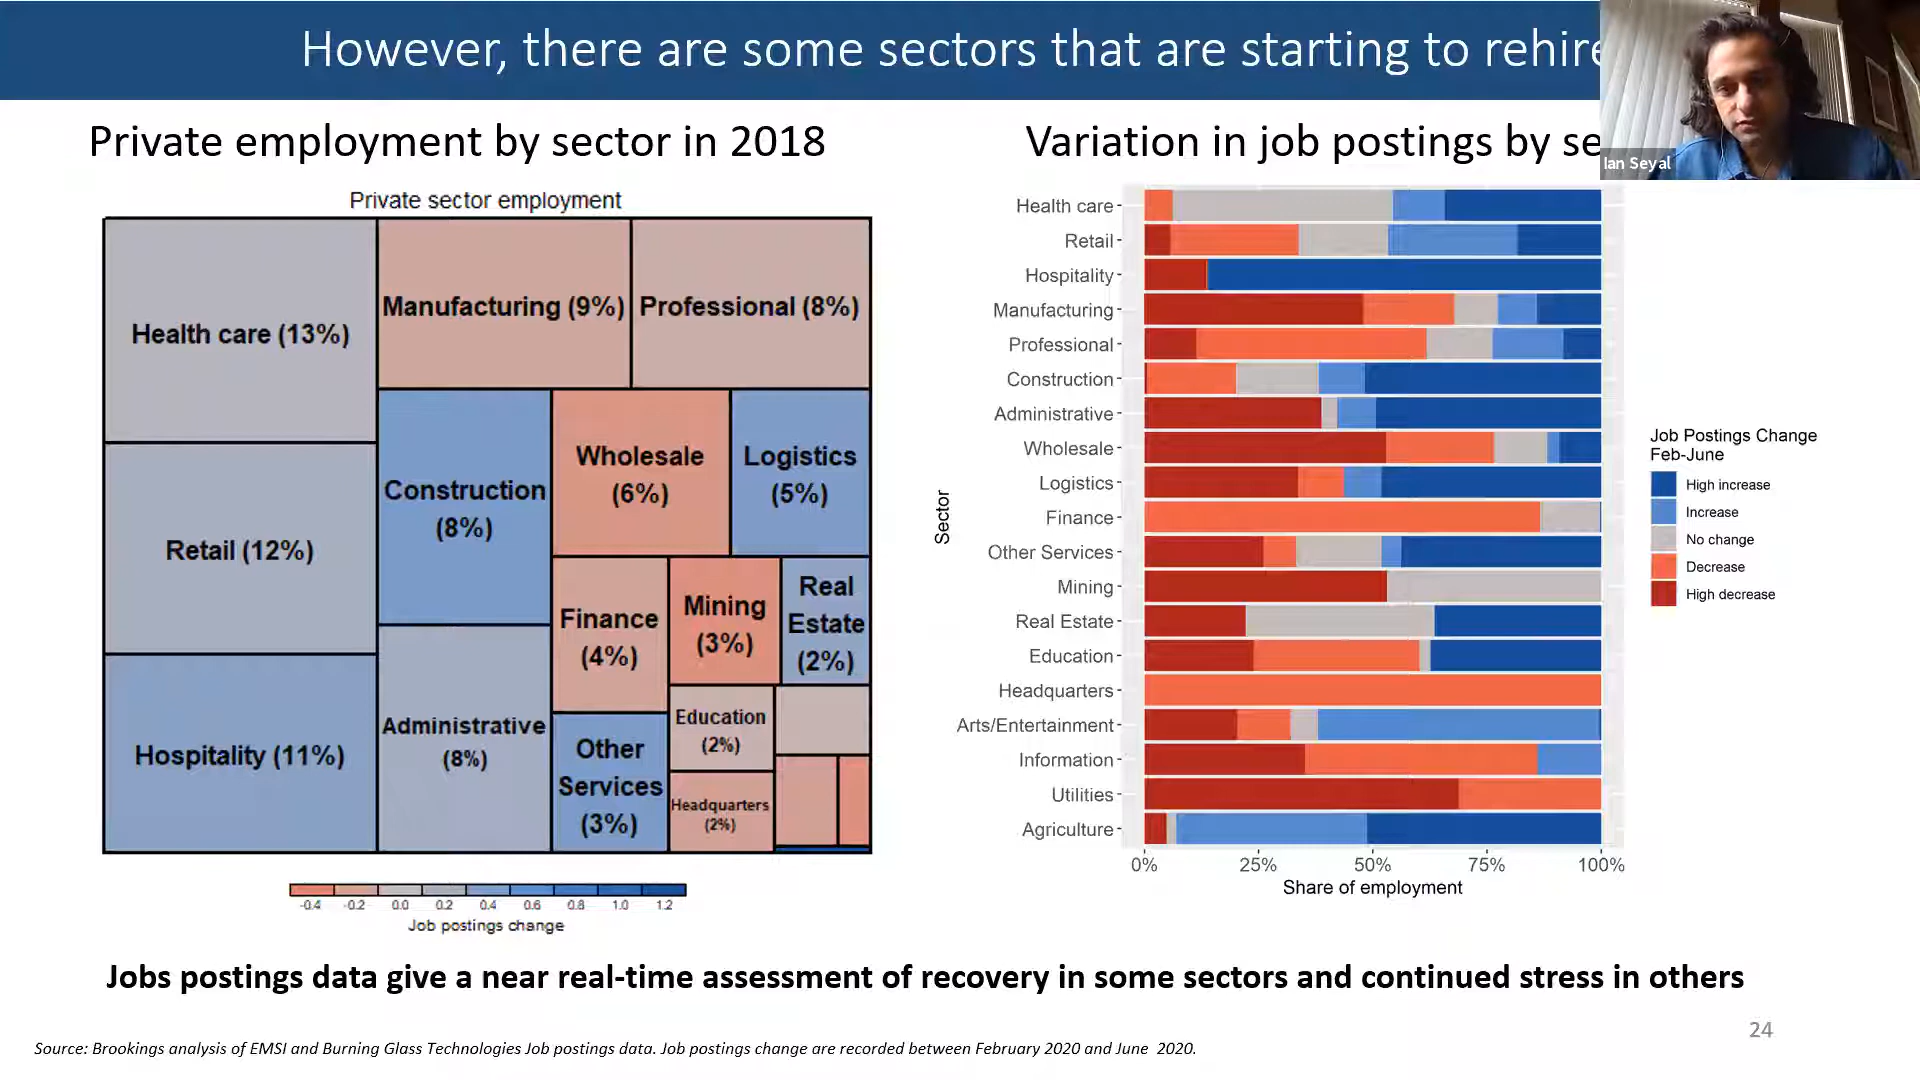 However, there are some sectors that are starting to rehire
Ian Seyal
Private employment by sector in 2018
Variation in job postings by se
Private sector employment
Health care (13%)
Manufacturing (9%)
Professional (8%)
Retail (12%)
Construction
(8%)
Wholesale
(6%)
Logistics
(5%)
Finance
(4%)
Mining
(3%)
Real
Estate
(2%)
Hospitality (11%)
Administrative
(8%)
Other
Services
(3%)
Education
(2%)
Headquarters
(2%)
-0.4 -0.2 0.0 0.2 0.4 0.6 0.8 1.0 1.2
Job postings change
Sector
Health care
Retail
Hospitality
Manufacturing
Professional
Construction
Administrative
Wholesale
Logistics
Finance
Other Services
Mining
Real Estate
Education
Headquarters
Arts/Entertainment
Information
Utilities
Agriculture
0% 25% 50% 75% 100%
Share of employment
Job Postings Change
Feb-June
High increase
Increase
No change
Decrease
High decrease
Jobs postings data give a near real-time assessment of recovery in some sectors and continued stress in others
24
Source: Brookings analysis of EMSI and Burning Glass Technologies Job postings data. Job postings change are recorded between February 2020 and June 2020.